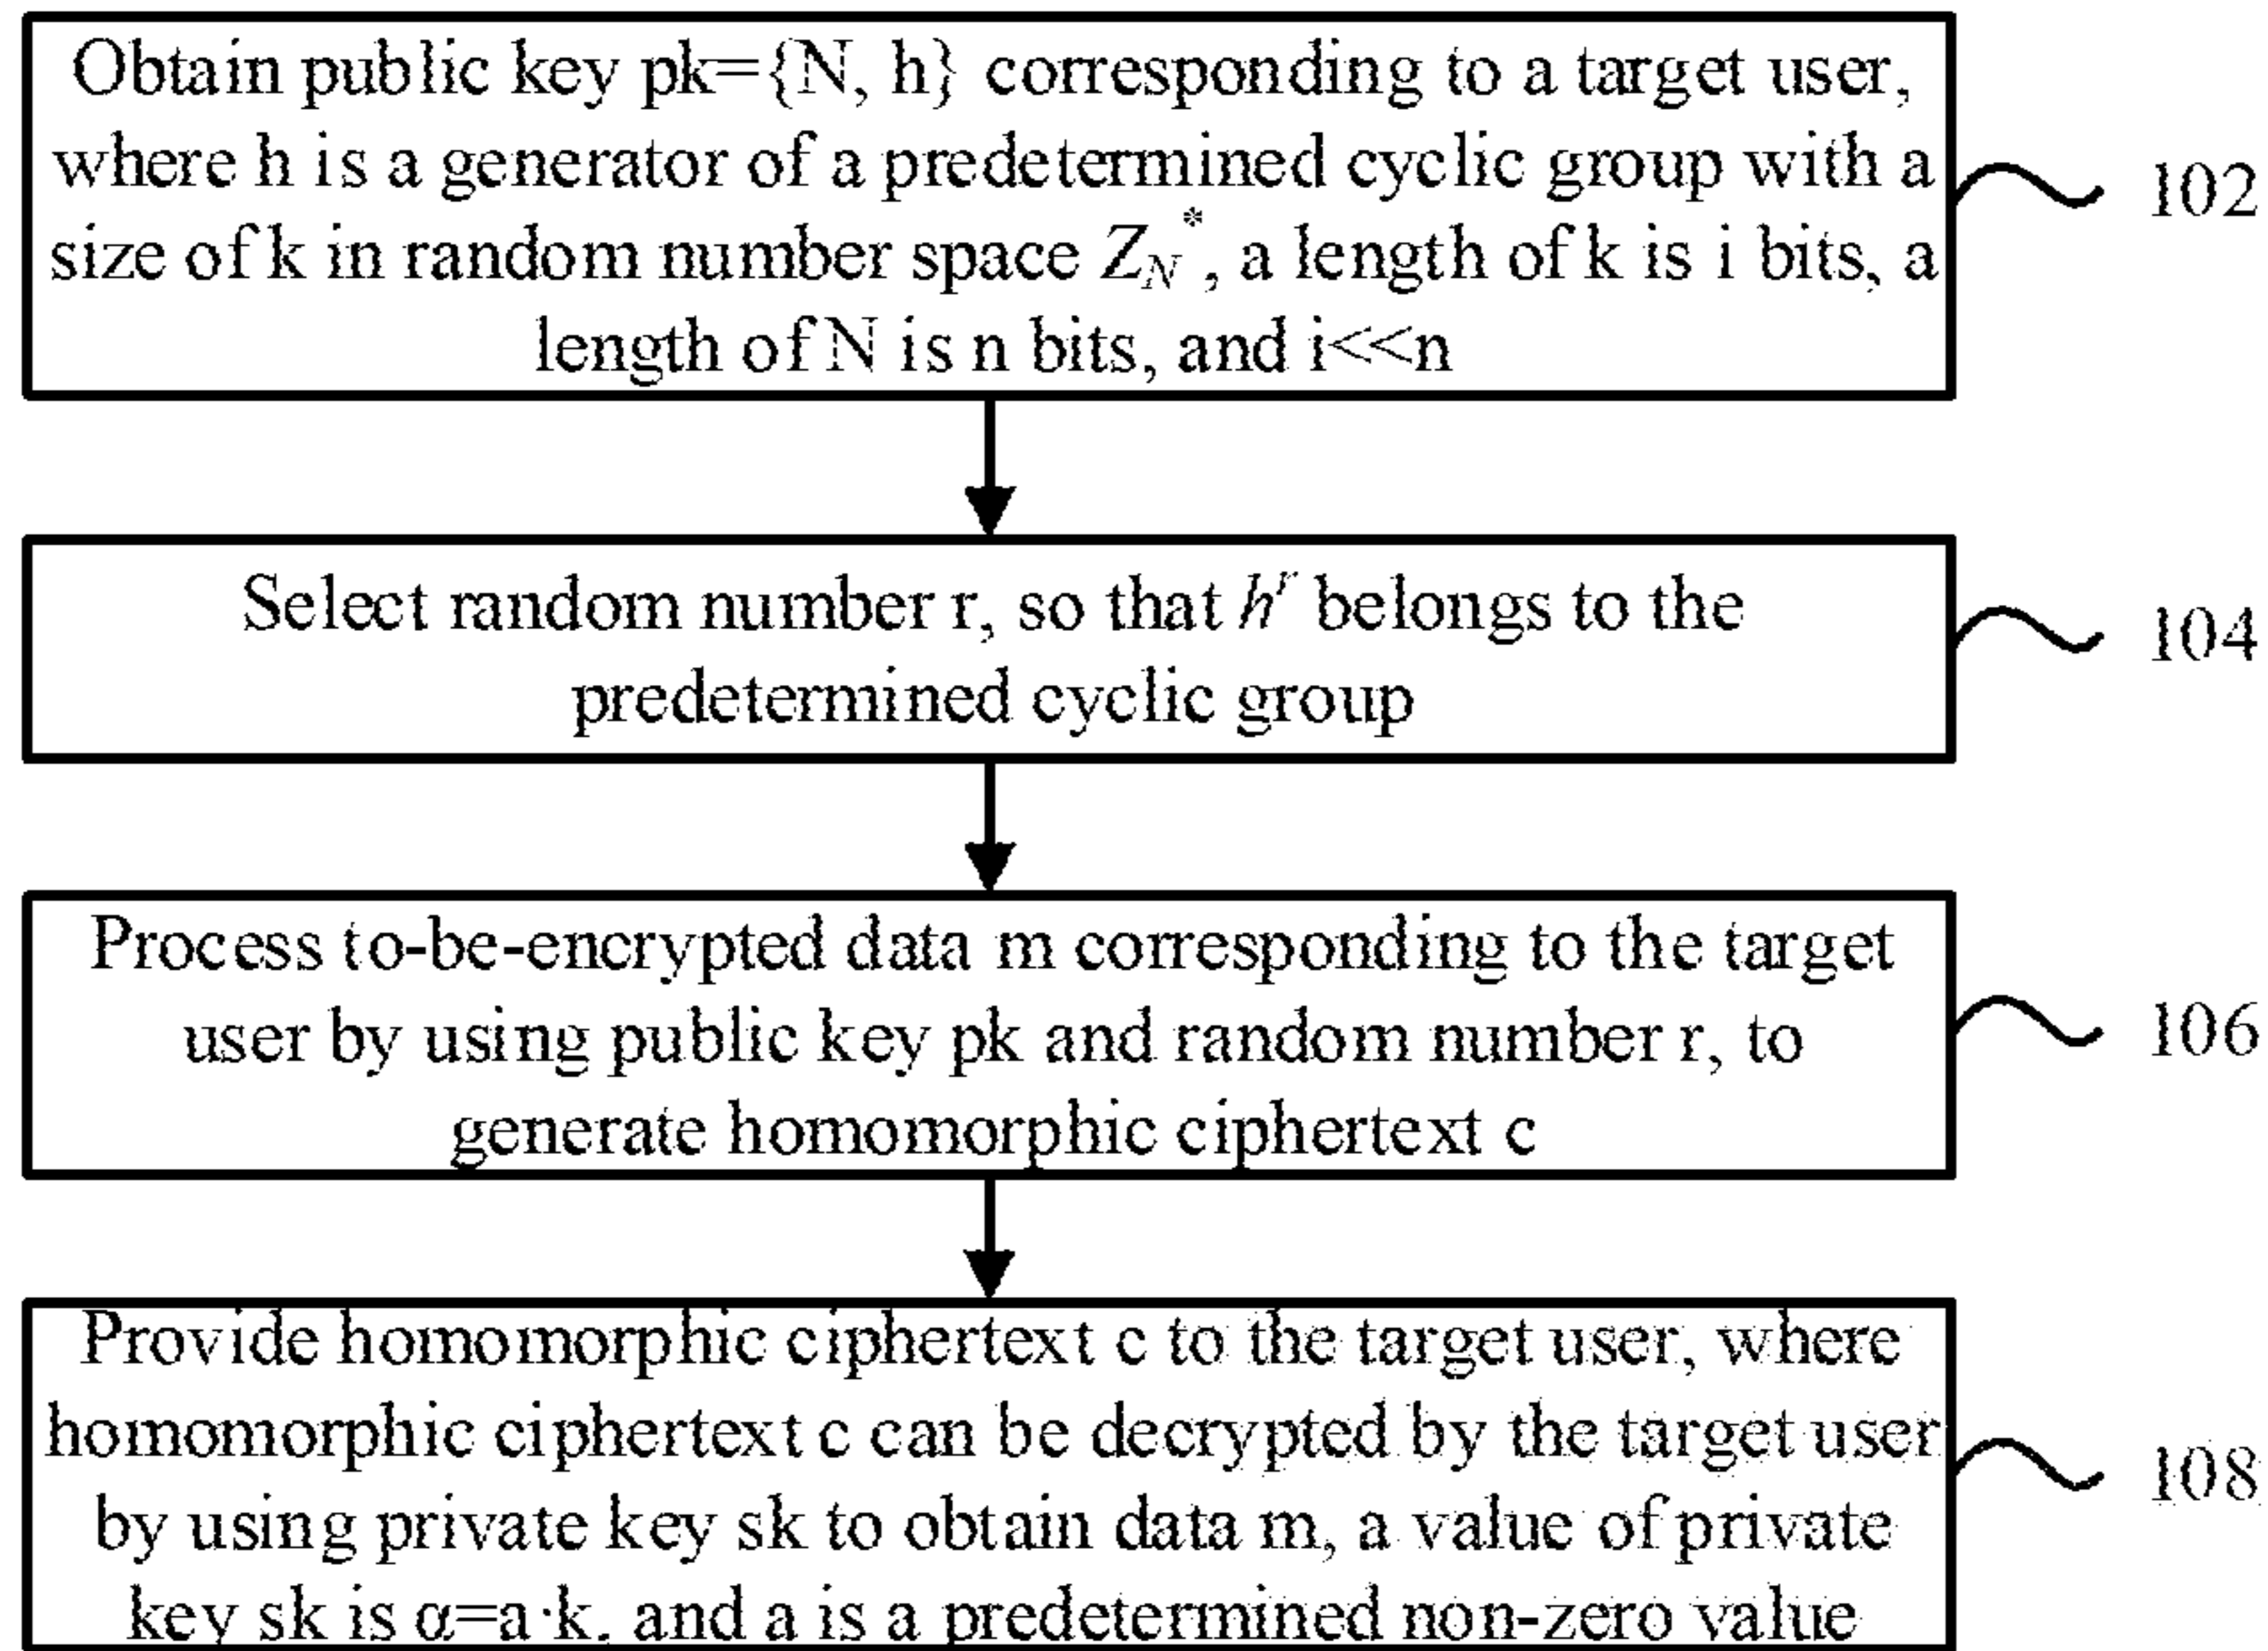 Obtain public key pk={N, h} corresponding to a target user,
where h is a generator of a predetermined cyclic group with a
size of k in random number space Z_N^*, a length of k is i bits, a
length of N is n bits, and i<<n
102
Select random number r, so that h^r belongs to the
predetermined cyclic group
104
Process to-be-encrypted data m corresponding to the target
user by using public key pk and random number r, to
generate homomorphic ciphertext c
106
Provide homomorphic ciphertext c to the target user, where
homomorphic ciphertext c can be decrypted by the target user
by using private key sk to obtain data m, a value of private
key sk is α=a·k, and a is a predetermined non-zero value
108